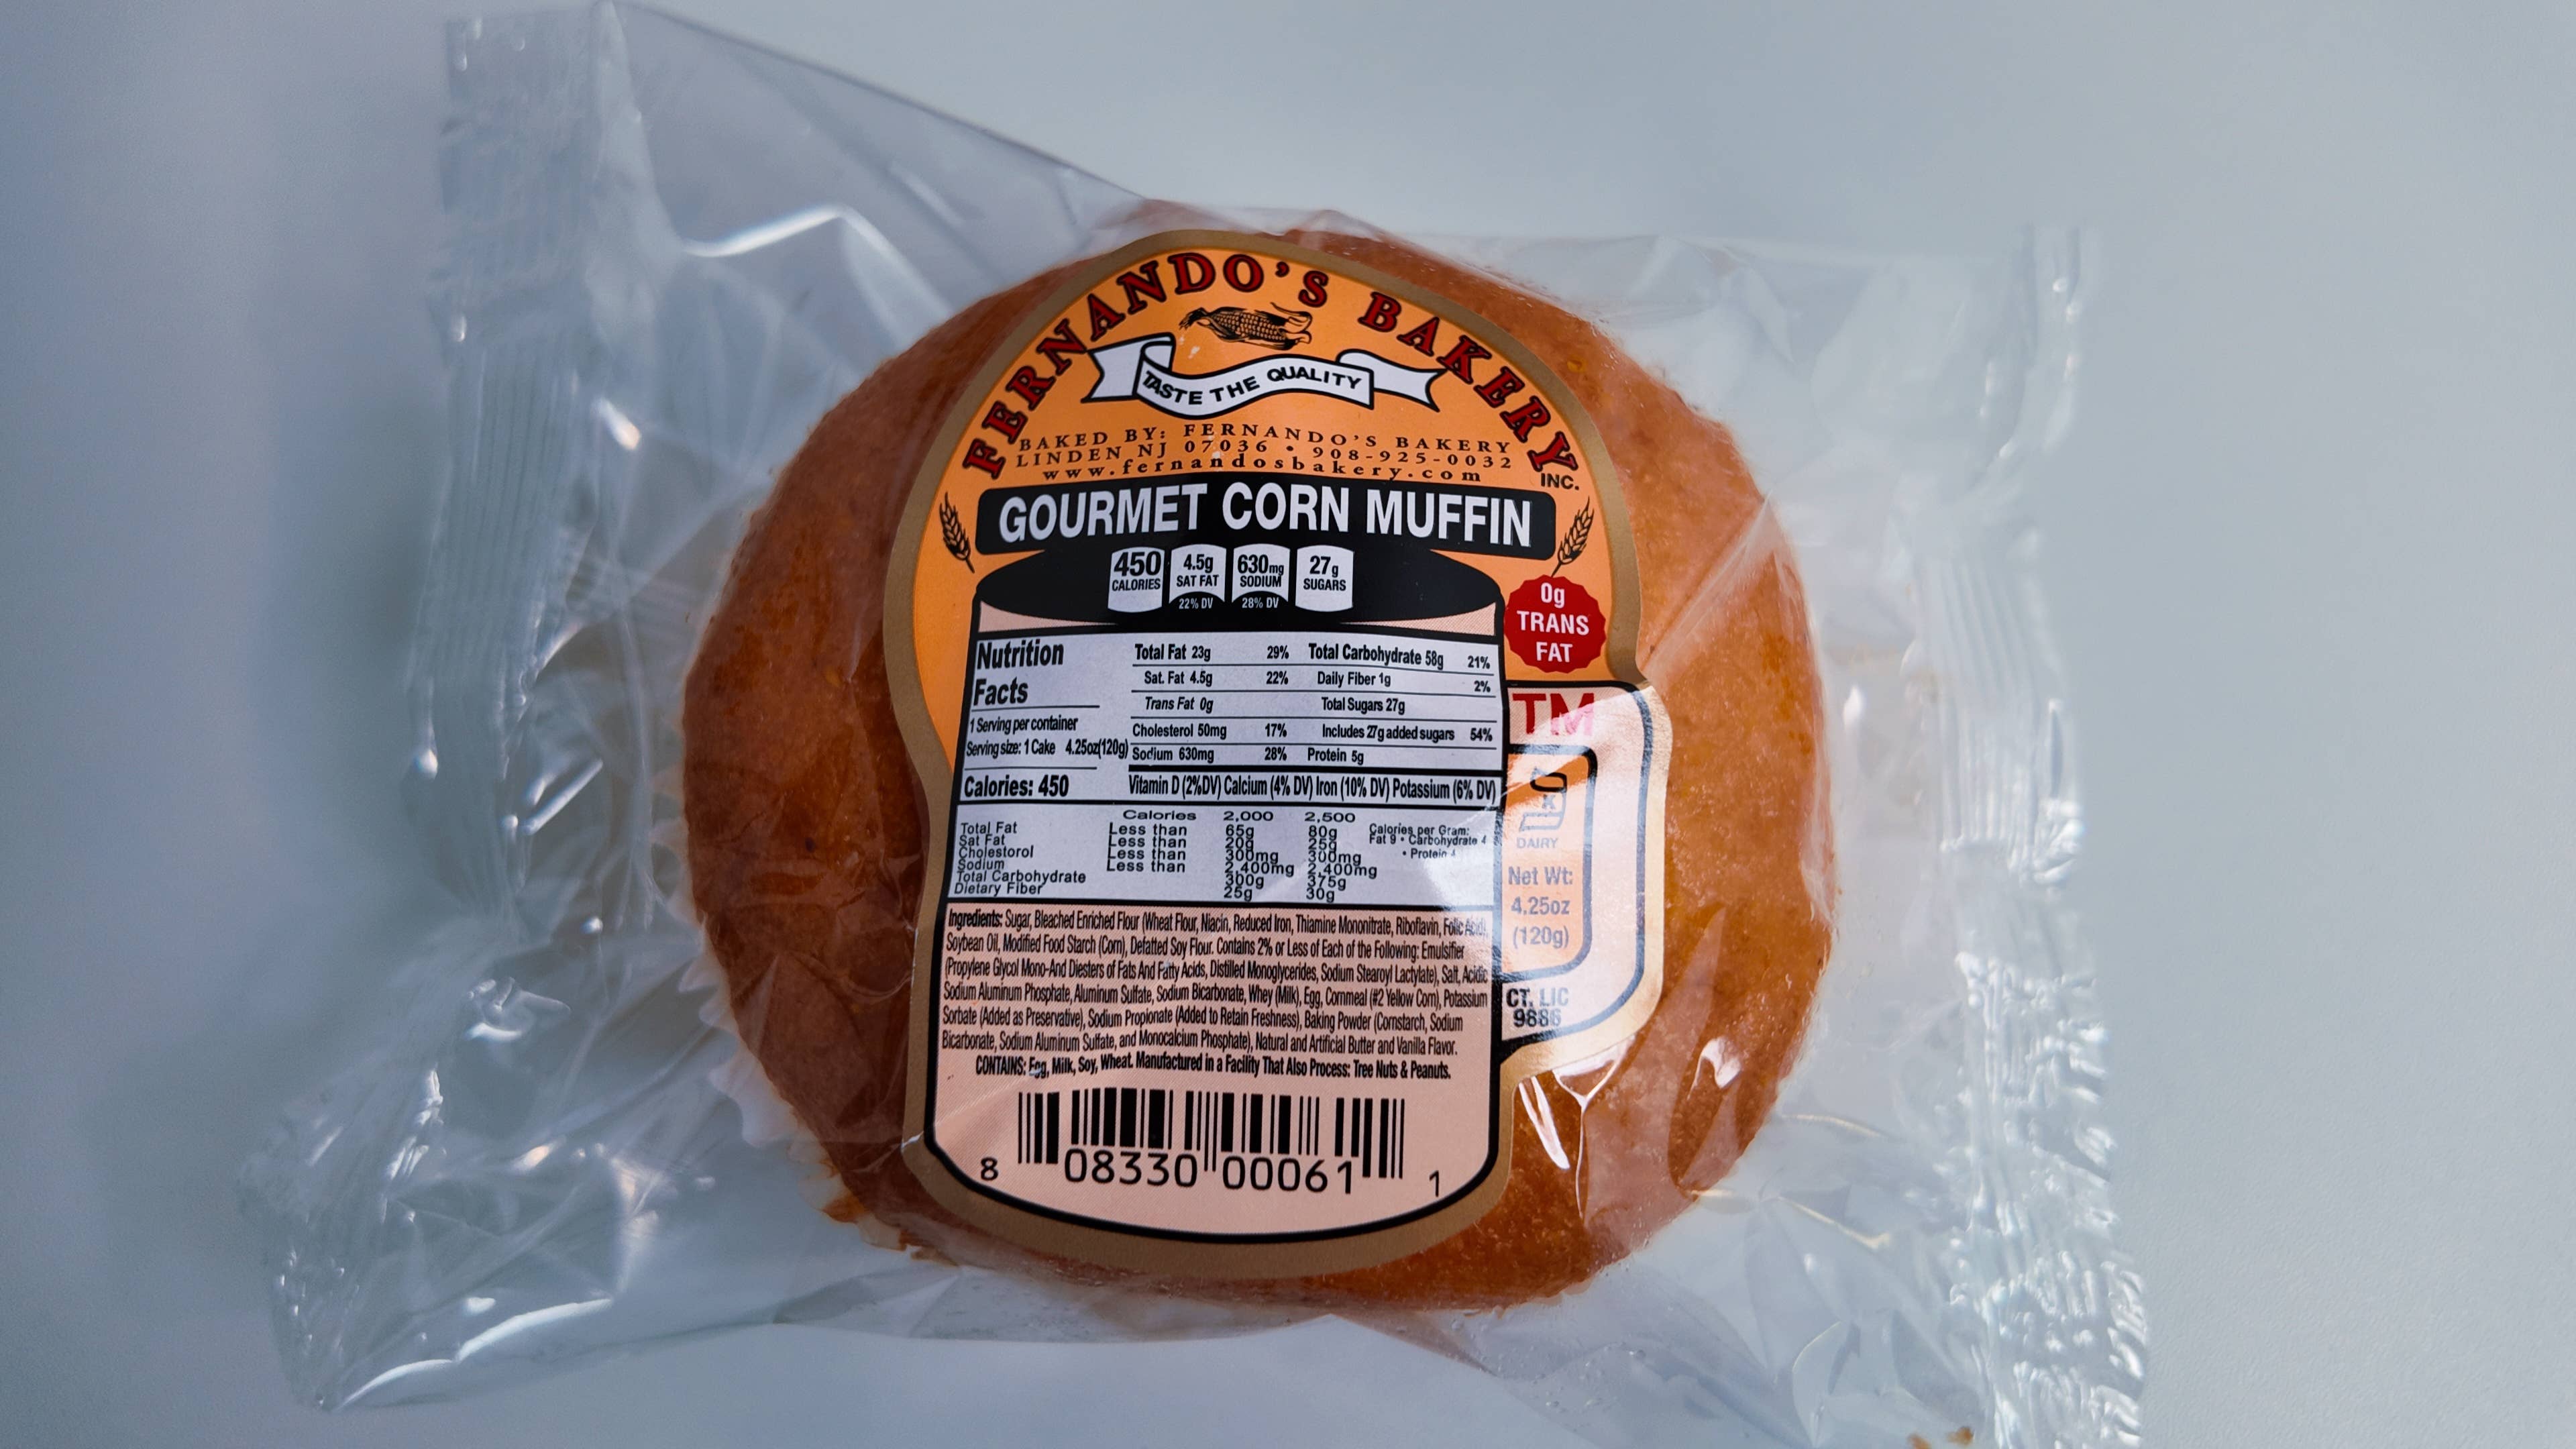 FERNANDO'S BAKERY INC.
TASTE THE QUALITY
BAKED BY: FERNANDO'S BAKERY
LINDEN NJ 07036 • 908-925-0032
www.fernandosbakery.com
GOURMET CORN MUFFIN
450 CALORIES
4.5g SAT FAT 22% DV
630mg SODIUM 28% DV
27g SUGARS
0g TRANS FAT
Nutrition Facts
1 Serving per container
Serving size: 1 Cake 4.25oz(120g)
Calories: 450
Total Fat 23g 29%
Sat. Fat 4.5g 22%
Trans Fat 0g
Cholesterol 50mg 17%
Sodium 630mg 28%
Total Carbohydrate 58g 21%
Daily Fiber 1g 2%
Total Sugars 27g
Includes 27g added sugars 54%
Protein 5g
Vitamin D (2%DV) Calcium (4% DV) Iron (10% DV) Potassium (6% DV)
Calories 2,000 2,500
Total Fat Less than 65g 80g
Sat Fat Less than 20g 25g
Cholestorol Less than 300mg 300mg
Sodium Less than 2,400mg 2,400mg
Total Carbohydrate 300g 375g
Dietary Fiber 25g 30g
Calories per Gram:
Fat 9 • Carbohydrate 4
• Protein 4
Ingredients: Sugar, Bleached Enriched Flour (Wheat Flour, Niacin, Reduced Iron, Thiamine Mononitrate, Riboflavin, Folic Acid),
Soybean Oil, Modified Food Starch (Corn), Defatted Soy Flour. Contains 2% or Less of Each of the Following: Emulsifier
(Propylene Glycol Mono-And Diesters of Fats And Fatty Acids, Distilled Monoglycerides, Sodium Stearoyl Lactylate), Salt, Acidic
Sodium Aluminum Phosphate, Aluminum Sulfate, Sodium Bicarbonate, Whey (Milk), Egg, Cornmeal (#2 Yellow Corn), Potassium
Sorbate (Added as Preservative), Sodium Propionate (Added to Retain Freshness), Baking Powder (Cornstarch, Sodium
Bicarbonate, Sodium Aluminum Sulfate, and Monocalcium Phosphate), Natural and Artificial Butter and Vanilla Flavor.
CONTAINS: Egg, Milk, Soy, Wheat. Manufactured in a Facility That Also Process: Tree Nuts & Peanuts.
TM
K
DAIRY
Net Wt:
4.25oz
(120g)
CT. LIC
9886
8 08330 00061 1